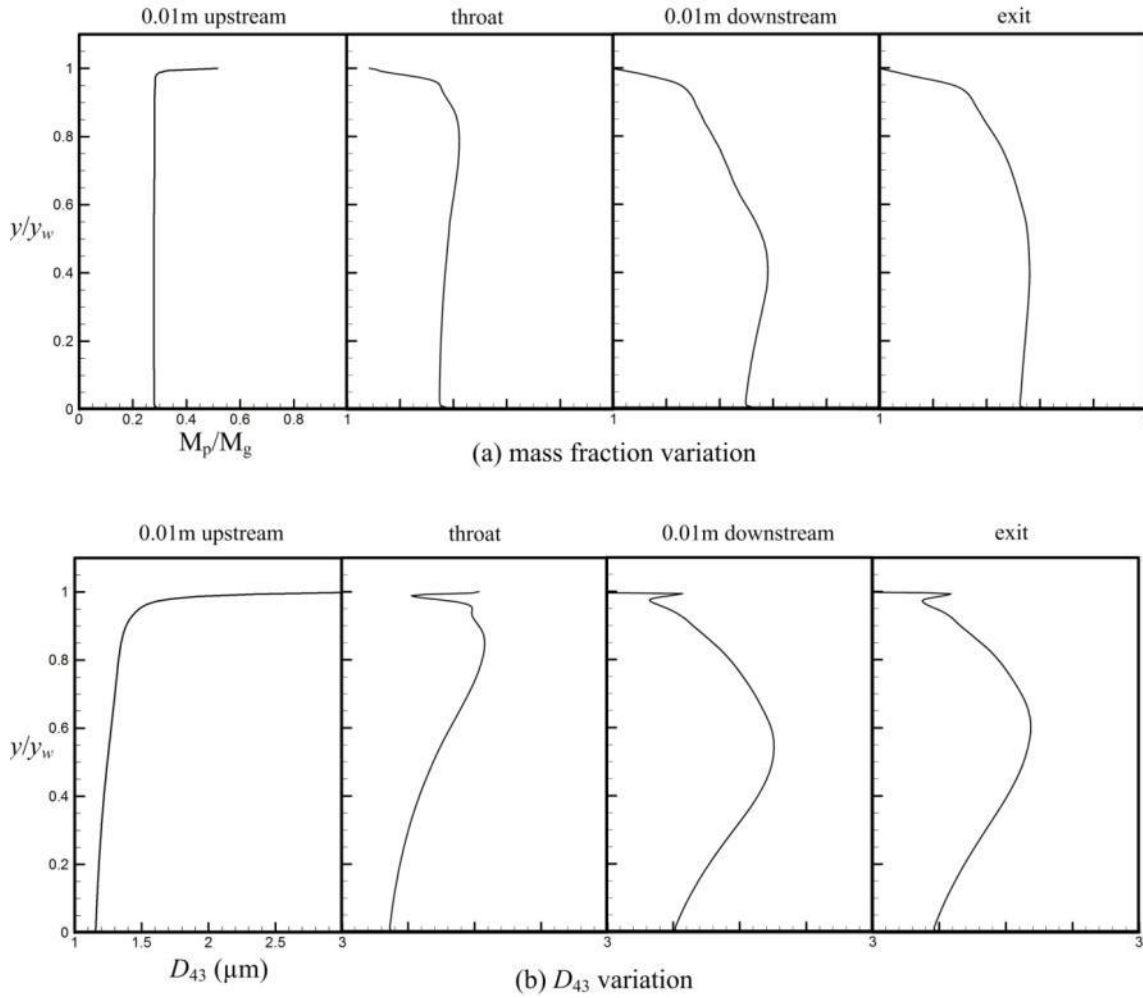 0.01m upstream throat 0.01m downstream exit
1
0.8
0.6
y/y_w
0.4
0.2
0
0 0.2 0.4 0.6 0.8 1 1 1
M_p/M_g
(a) mass fraction variation
0.01m upstream throat 0.01m downstream exit
1
0.8
0.6
y/y_w
0.4
0.2
0
1 1.5 2 3 3 3 3
D_43 (μm)
(b) D_43 variation